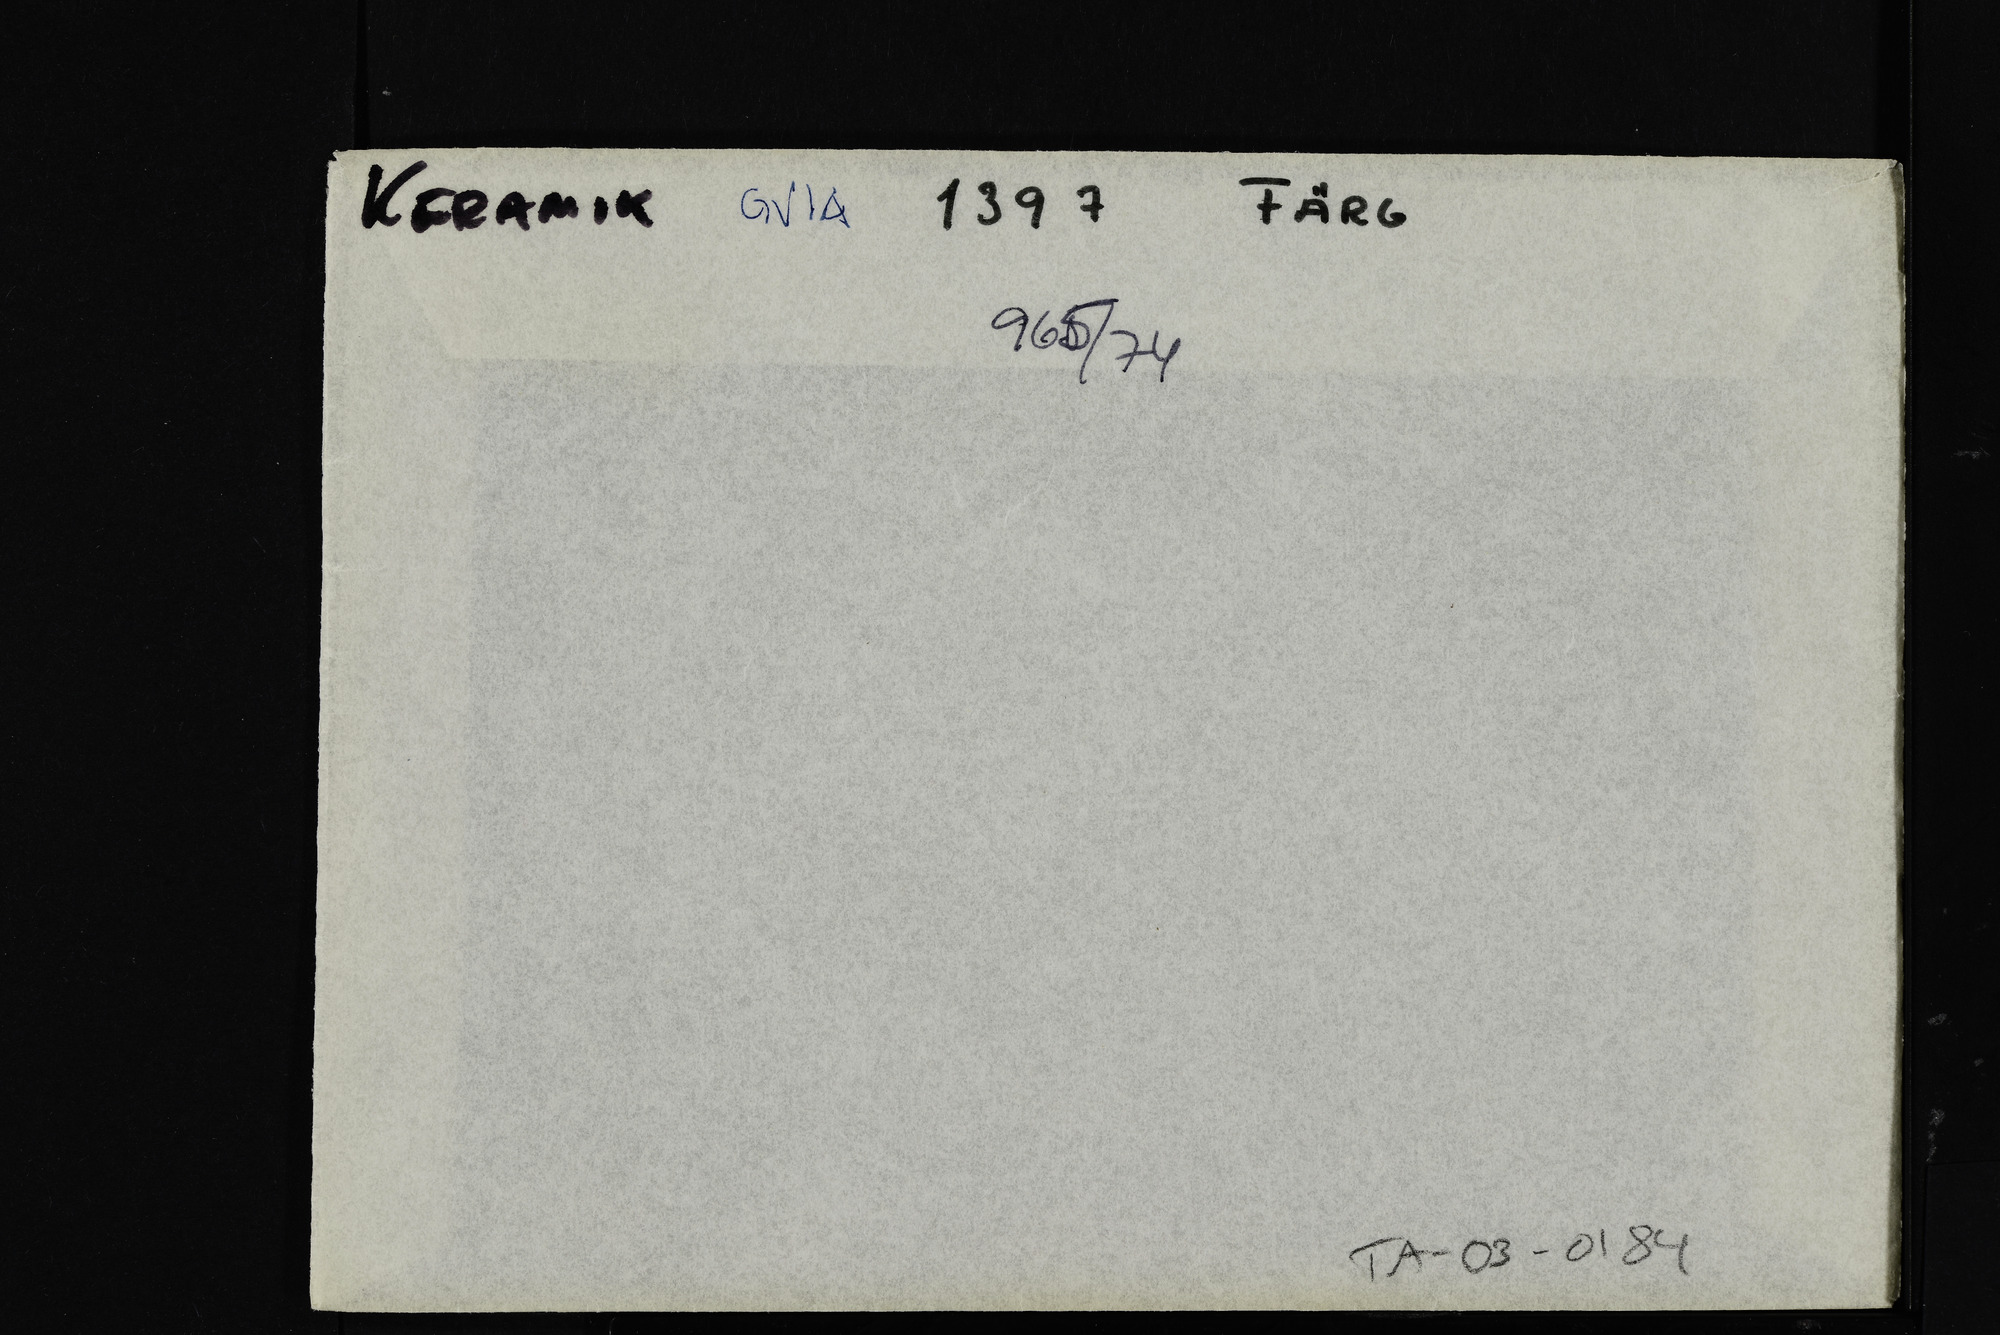 KERAMIK GVIA 1397 FÄRG
965/74
TA-03-0184